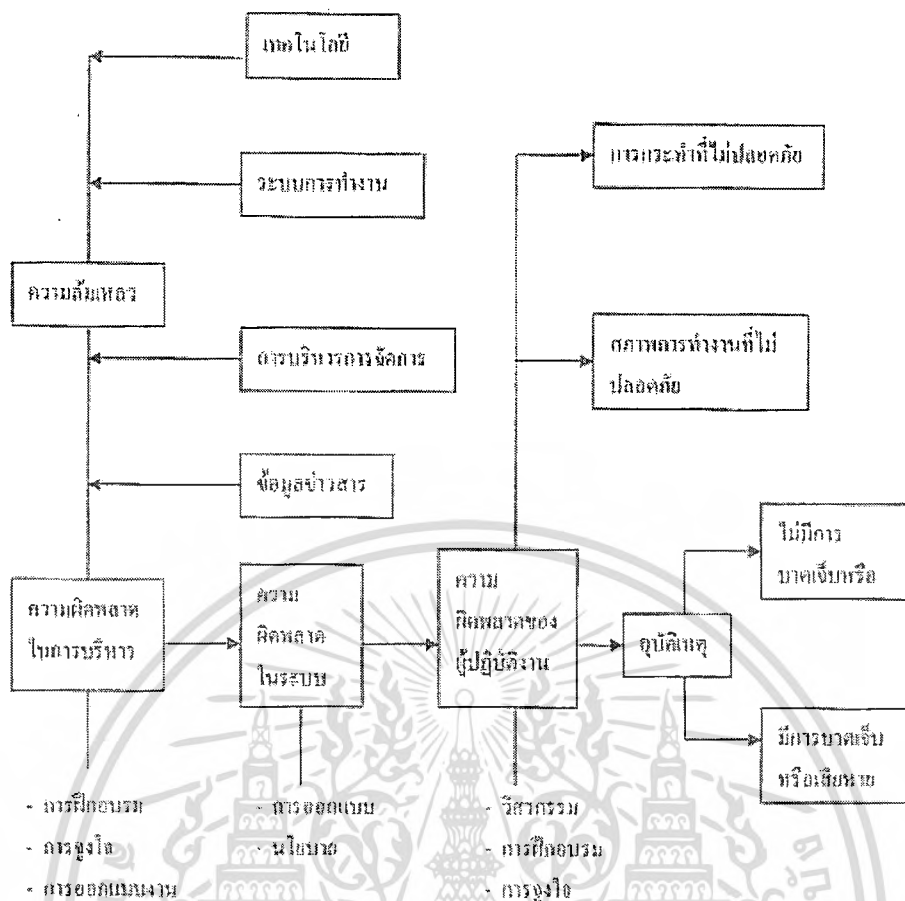 เทคโนโลยี
การกระทำที่ไม่ปลอดภัย
ระบบการทำงาน
ความล้มเหลว
สภาพการทำงานที่ไม่
ปลอดภัย
การบริหารการจัดการ
ข้อมูลข่าวสาร
ไม่มีการ
บาดเจ็บหรือ
ความผิดพลาด
ในการบริหาร
ความ
ผิดพลาด
ในระบบ
ความ
ผิดพลาดของ
ผู้ปฏิบัติงาน
อุบัติเหตุ
มีการบาดเจ็บ
หรือเสียหาย
- การฝึกอบรม
- การจูงใจ
- การออกแบบงาน
- การออกแบบ
- นโยบาย
- วิศวกรรม
- การฝึกอบรม
- การจูงใจ